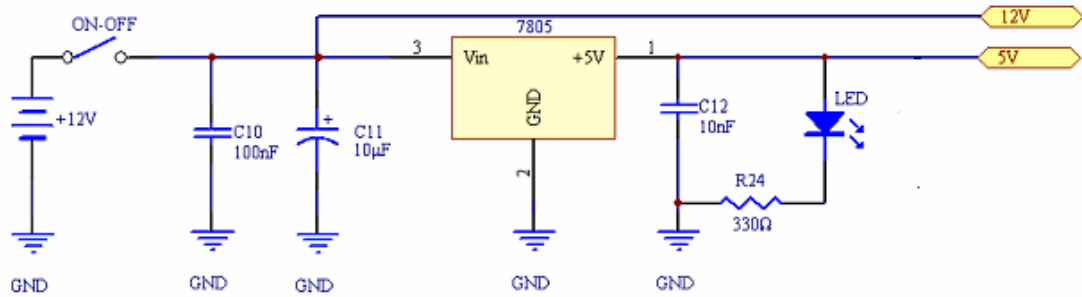 12V
ON-OFF
7805
3
Vin
+5V
1
5V
+12V
C10
100nF
+
C11
10µF
GND
2
C12
10nF
LED
R24
330Ω
GND
GND
GND
GND
GND